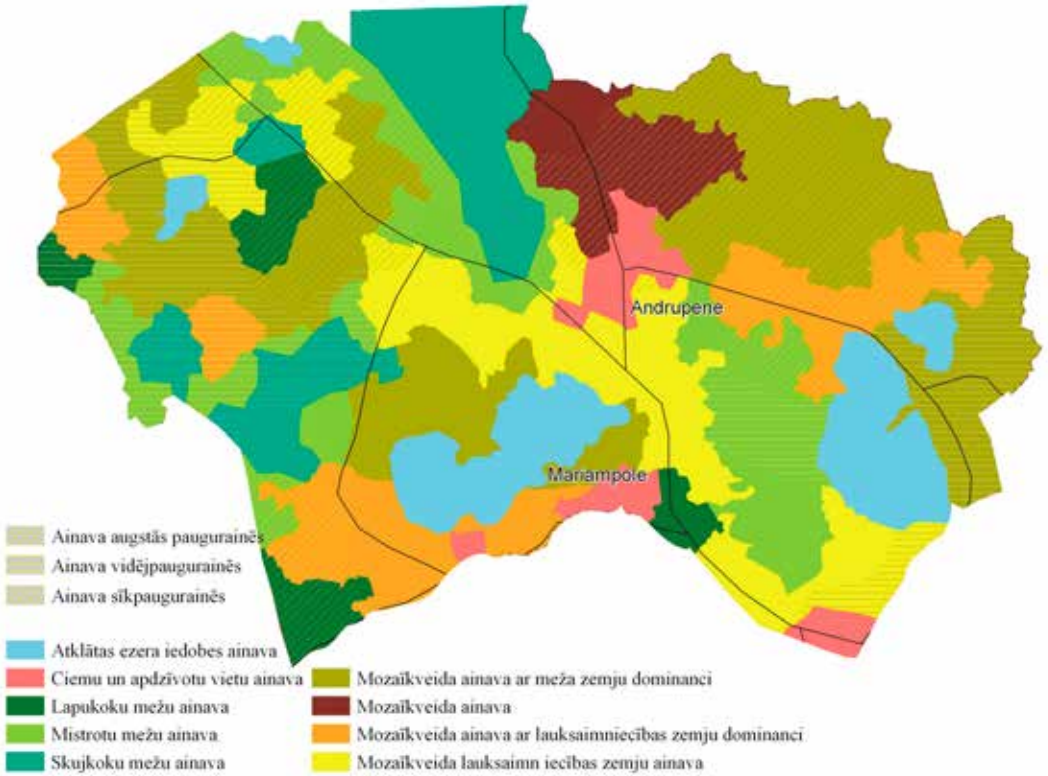 Andrupene
Mariampole
Ainava augstās paugurainēs
Ainava vidējpaugurainēs
Ainava sīkpaugurainēs
Atklātas ezera iedobes ainava
Ciemu un apdzīvotu vietu ainava
Lapukoku mežu ainava
Mistrotu mežu ainava
Skujkoku mežu ainava
Mozaīkveida ainava ar meža zemju dominanci
Mozaīkveida ainava
Mozaīkveida ainava ar lauksaimniecības zemju dominanci
Mozaīkveida lauksaimn iecības zemju ainava